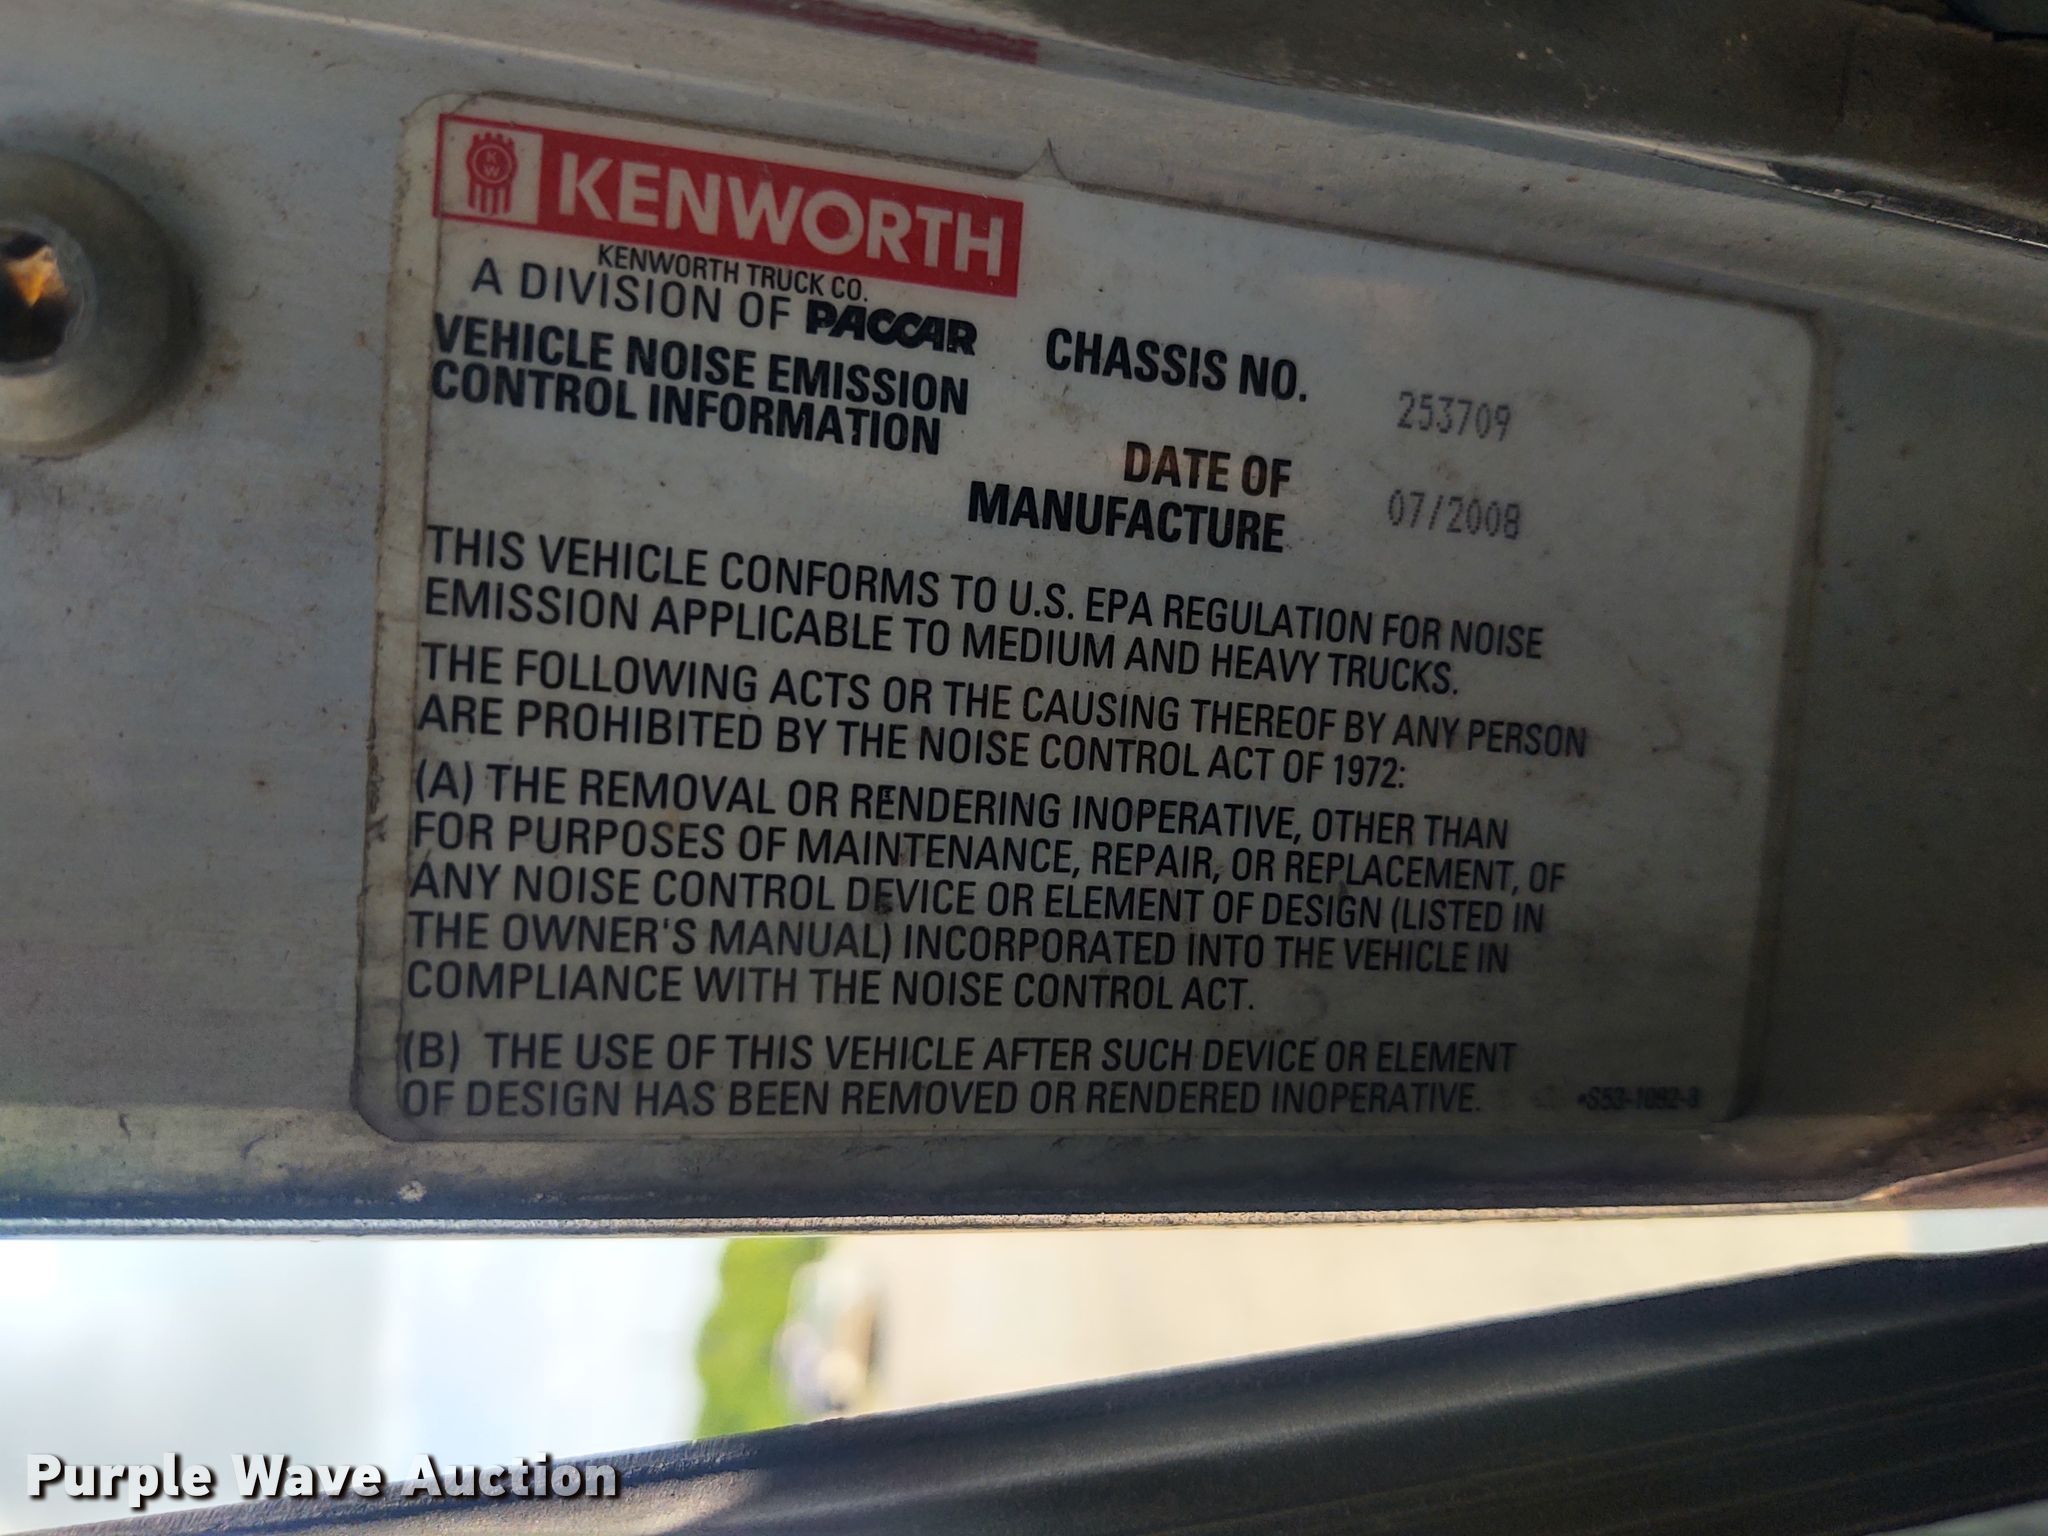 KW
KENWORTH
KENWORTH TRUCK CO.
A DIVISION OF PACCAR
VEHICLE NOISE EMISSION
CONTROL INFORMATION
CHASSIS NO. 253709
DATE OF
MANUFACTURE 07/2008
THIS VEHICLE CONFORMS TO U.S. EPA REGULATION FOR NOISE
EMISSION APPLICABLE TO MEDIUM AND HEAVY TRUCKS.
THE FOLLOWING ACTS OR THE CAUSING THEREOF BY ANY PERSON
ARE PROHIBITED BY THE NOISE CONTROL ACT OF 1972:
(A) THE REMOVAL OR RENDERING INOPERATIVE, OTHER THAN
FOR PURPOSES OF MAINTENANCE, REPAIR, OR REPLACEMENT, OF
ANY NOISE CONTROL DEVICE OR ELEMENT OF DESIGN (LISTED IN
THE OWNER'S MANUAL) INCORPORATED INTO THE VEHICLE IN
COMPLIANCE WITH THE NOISE CONTROL ACT.
(B) THE USE OF THIS VEHICLE AFTER SUCH DEVICE OR ELEMENT
OF DESIGN HAS BEEN REMOVED OR RENDERED INOPERATIVE.
Purple Wave Auction